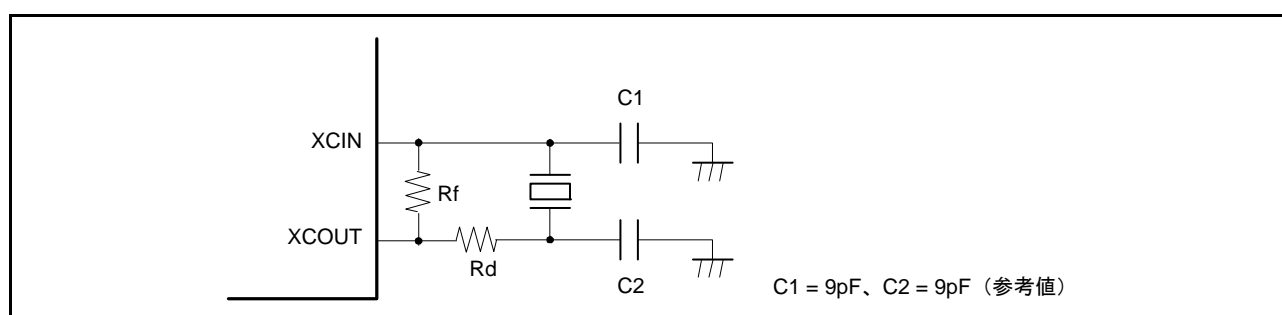 C1
XCIN
Rf
XCOUT
Rd
C2
C1 = 9pF、C2 = 9pF（参考値）